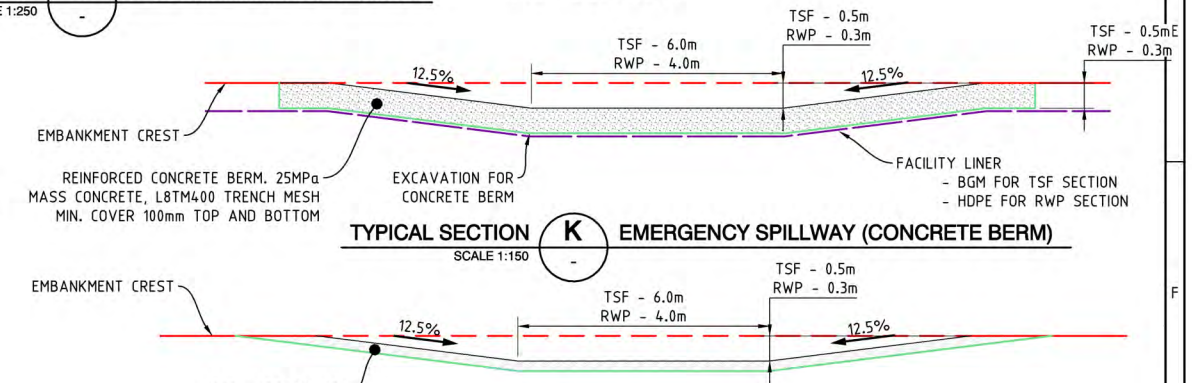 E 1:250
-
TSF - 0.5m
RWP - 0.3m
TSF - 6.0m
RWP - 4.0m
TSF - 0.5m
RWP - 0.3m
E
12.5%
12.5%
EMBANKMENT CREST
REINFORCED CONCRETE BERM. 25MPa
MASS CONCRETE, L8TM400 TRENCH MESH
MIN. COVER 100mm TOP AND BOTTOM
EXCAVATION FOR
CONCRETE BERM
FACILITY LINER
- BGM FOR TSF SECTION
- HDPE FOR RWP SECTION
TYPICAL SECTION K EMERGENCY SPILLWAY (CONCRETE BERM)
SCALE 1:150
-
EMBANKMENT CREST
TSF - 6.0m
RWP - 4.0m
TSF - 0.5m
RWP - 0.3m
F
12.5%
12.5%